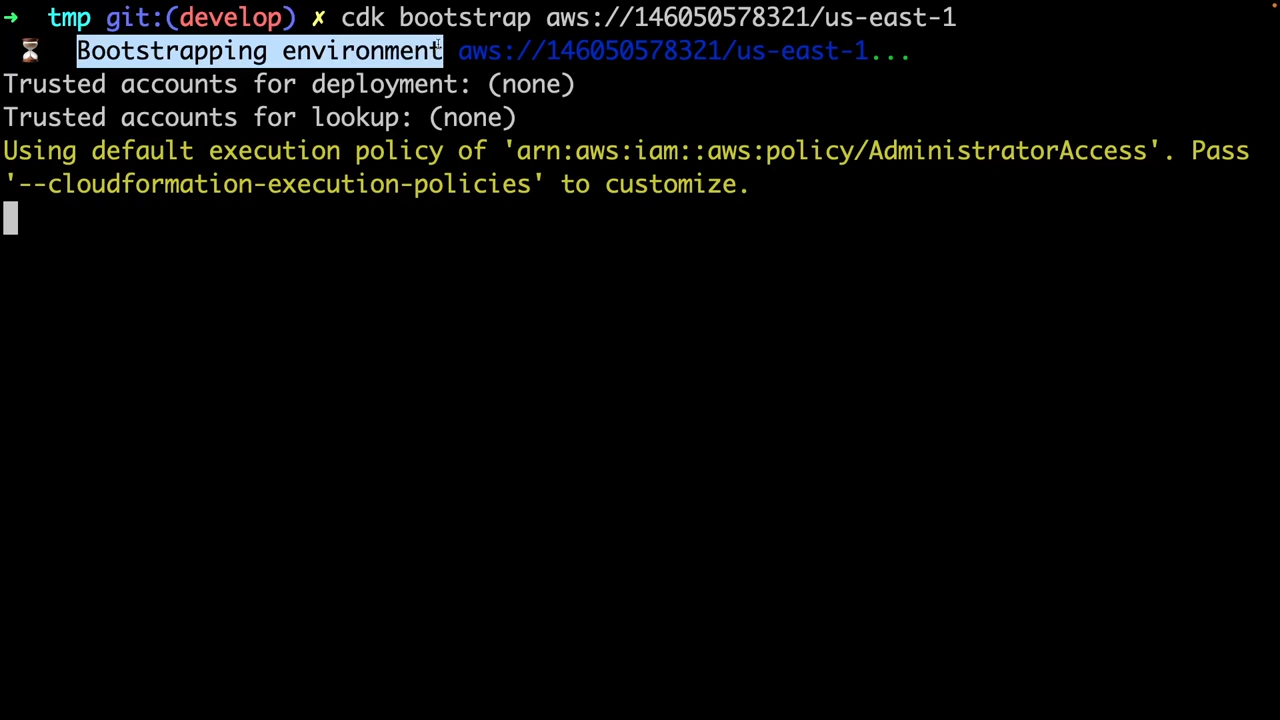 ➜  tmp git:(develop) ✗ cdk bootstrap aws://146050578321/us-east-1
⏳  Bootstrapping environment aws://146050578321/us-east-1...
Trusted accounts for deployment: (none)
Trusted accounts for lookup: (none)
Using default execution policy of 'arn:aws:iam::aws:policy/AdministratorAccess'. Pass
'--cloudformation-execution-policies' to customize.